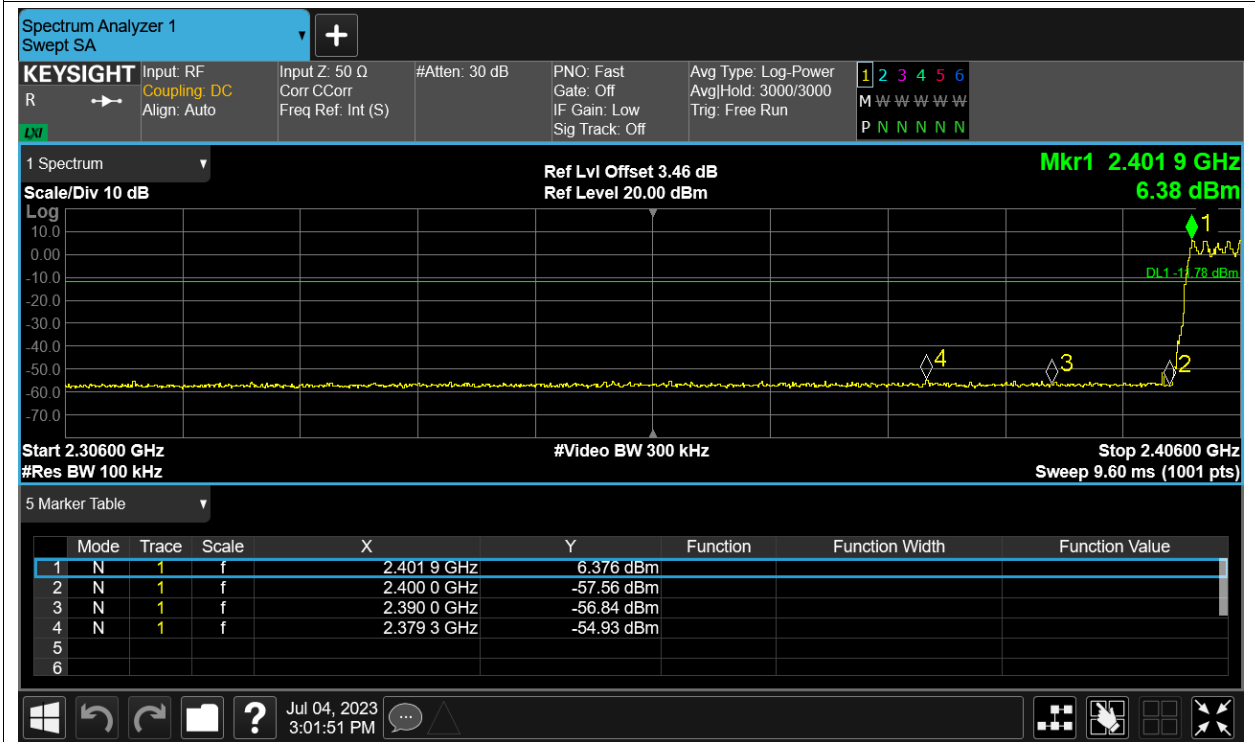 Spectrum Analyzer 1
Swept SA
+
KEYSIGHT Input: RF Input Z: 50 Ω #Atten: 30 dB PNO: Fast Avg Type: Log-Power 1 2 3 4 5 6
R Coupling: DC Corr CCorr Gate: Off Avg|Hold: 3000/3000 M W W W W W
Align: Auto Freq Ref: Int (S) IF Gain: Low Trig: Free Run
LXI Sig Track: Off P N N N N N
1 Spectrum Ref Lvl Offset 3.46 dB Mkr1 2.401 9 GHz
Scale/Div 10 dB Ref Level 20.00 dBm 6.38 dBm
Log
10.0 1
0.00
-10.0 DL1 dBm
-20.0
-30.0
-40.0
-50.0 4 3 2
-60.0
-70.0
Start 2.30600 GHz #Video BW 300 kHz Stop 2.40600 GHz
#Res BW 100 kHz Sweep 9.60 ms (1001 pts)
5 Marker Table
Mode Trace Scale X Y Function Function Width Function Value
1 N 1 f 2.401 9 GHz 6.376 dBm
2 N 1 f 2.400 0 GHz -57.56 dBm
3 N 1 f 2.390 0 GHz -56.84 dBm
4 N 1 f 2.379 3 GHz -54.93 dBm
5
6
? Jul 04, 2023
3:01:51 PM